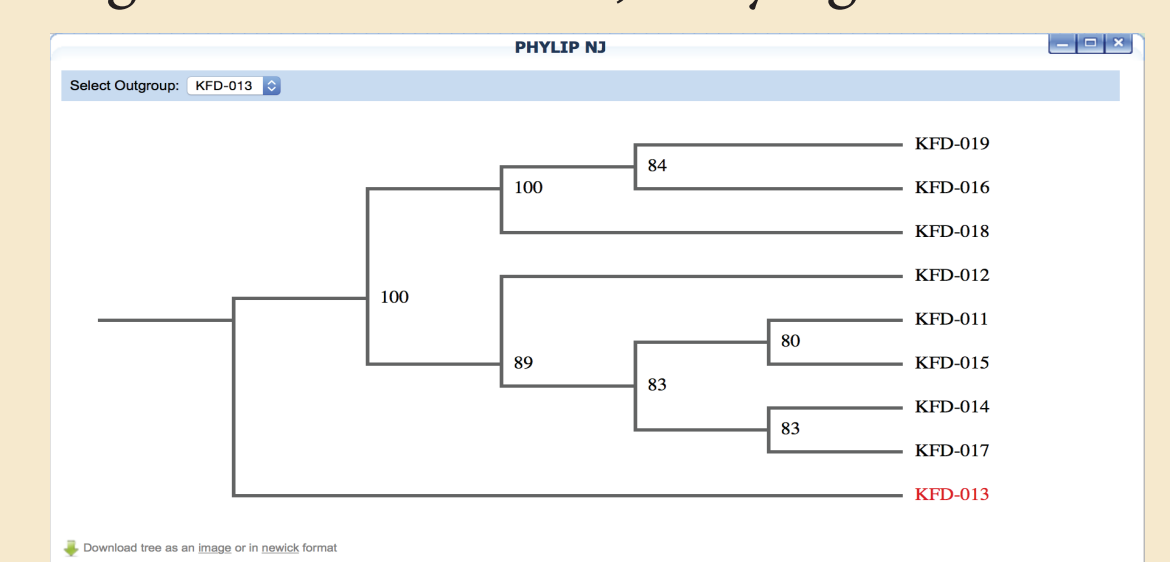 PHYLIP NJ
Select Outgroup: KFD-013
KFD-019
84
100
KFD-016
KFD-018
KFD-012
100
KFD-011
80
89
KFD-015
83
KFD-014
83
KFD-017
KFD-013
Download tree as an image or in newick format